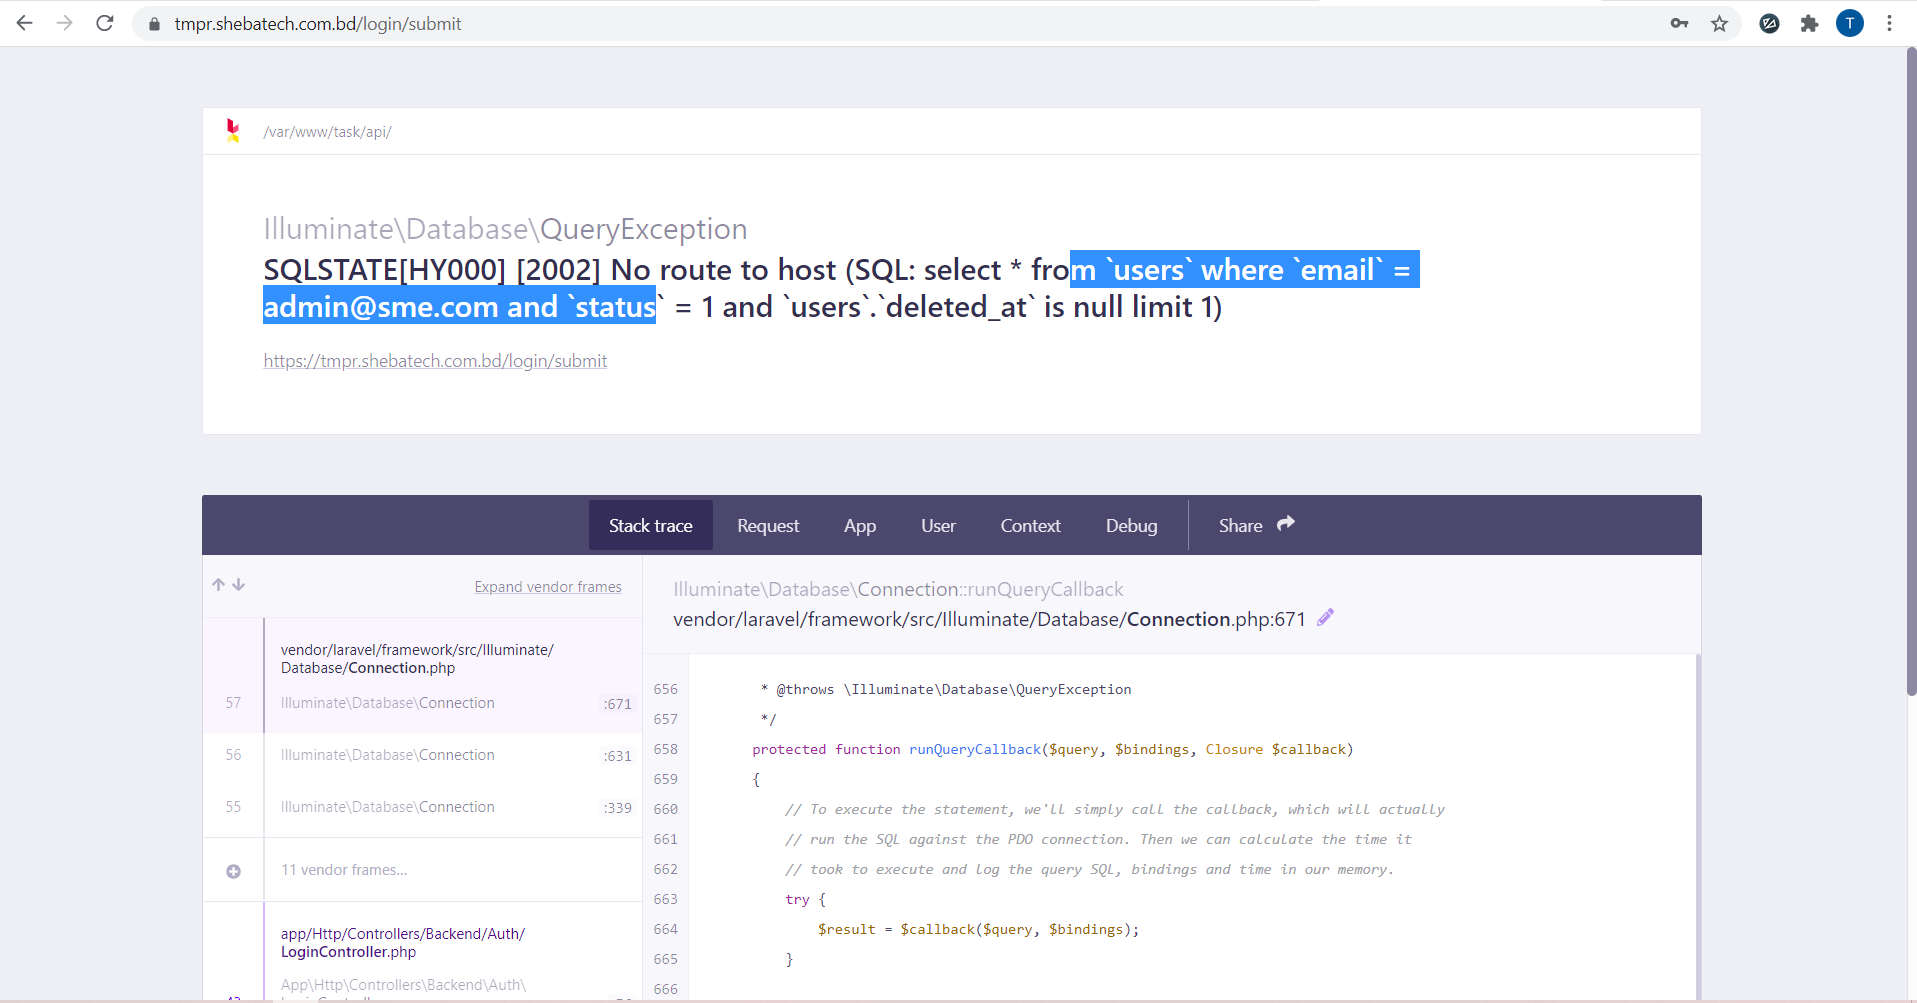 tmpr.shebatech.com.bd/login/submit
T
/var/www/task/api/
Illuminate\Database\QueryException
SQLSTATE[HY000] [2002] No route to host (SQL: select * from `users` where `email` =
admin@sme.com and `status` = 1 and `users`.`deleted_at` is null limit 1)
https://tmpr.shebatech.com.bd/login/submit
Stack trace Request App User Context Debug Share
Expand vendor frames
vendor/laravel/framework/src/Illuminate/
Database/Connection.php
57 Illuminate\Database\Connection :671
56 Illuminate\Database\Connection :631
55 Illuminate\Database\Connection :339
11 vendor frames…
app/Http/Controllers/Backend/Auth/
LoginController.php
App\Http\Controllers\Backend\Auth\
Illuminate\Database\Connection::runQueryCallback
vendor/laravel/framework/src/Illuminate/Database/Connection.php:671
656 * @throws \Illuminate\Database\QueryException
657 */
658 protected function runQueryCallback($query, $bindings, Closure $callback)
659 {
660 // To execute the statement, we'll simply call the callback, which will actually
661 // run the SQL against the PDO connection. Then we can calculate the time it
662 // took to execute and log the query SQL, bindings and time in our memory.
663 try {
664 $result = $callback($query, $bindings);
665 }
666